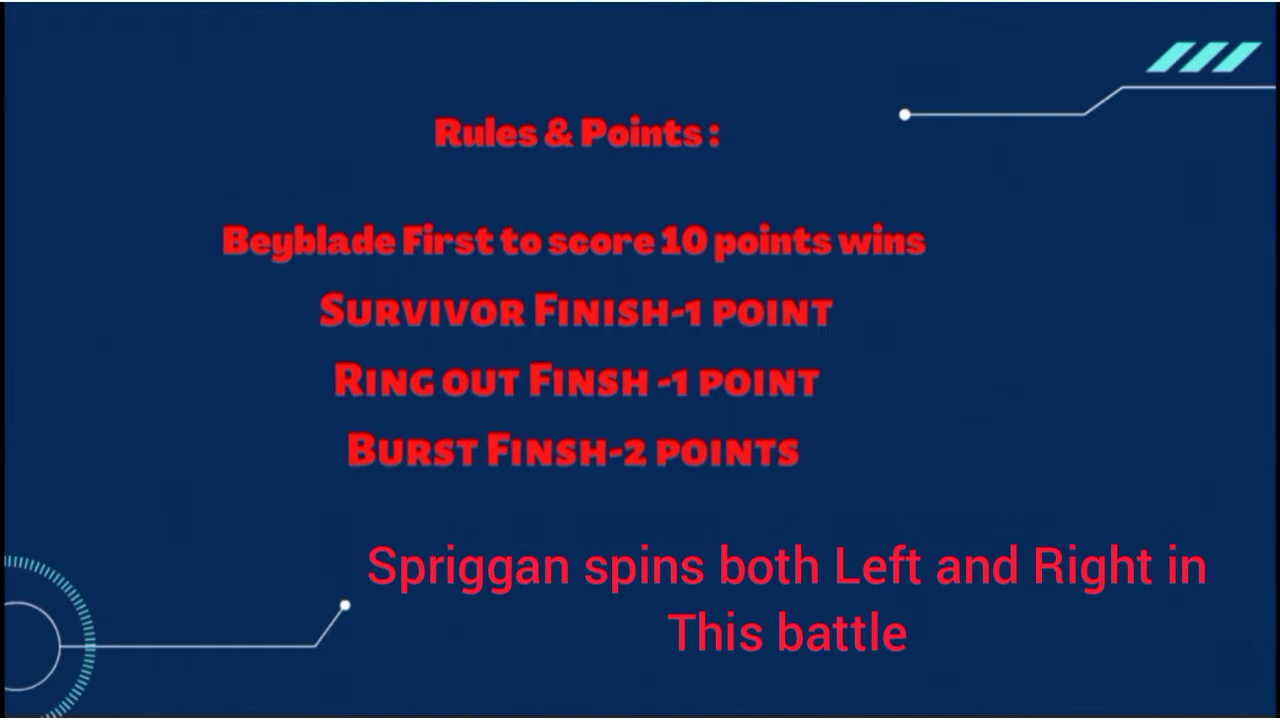 Rules & Points :
Beyblade First to score 10 points wins
Survivor Finish-1 point
Ring out Finsh -1 point
Burst Finsh-2 points
Spriggan spins both Left and Right in
This battle